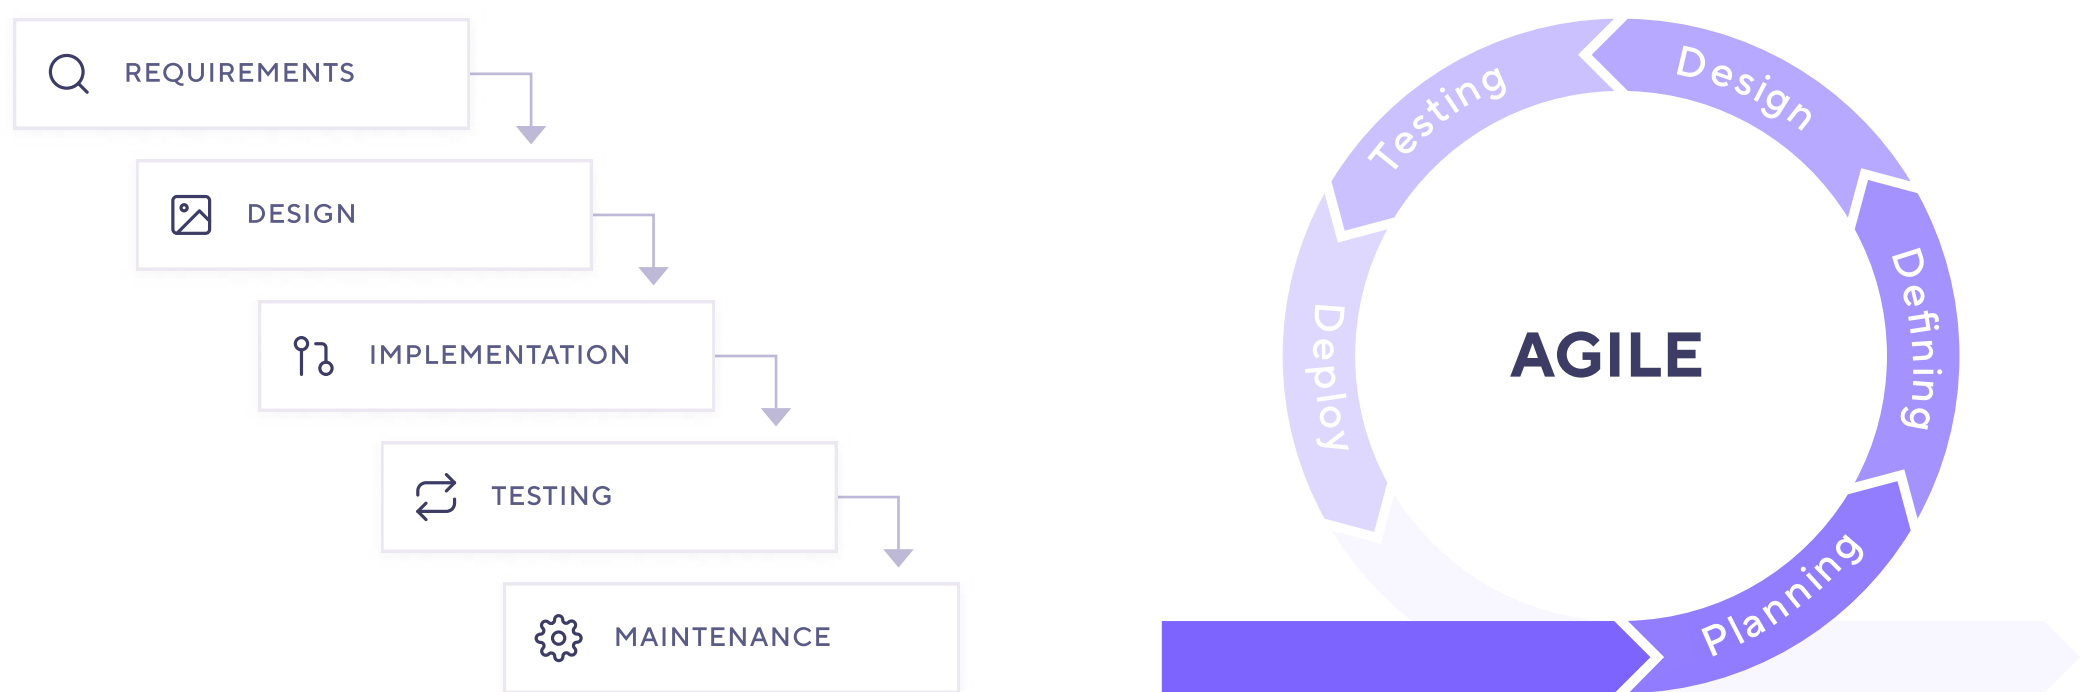 REQUIREMENTS
DESIGN
IMPLEMENTATION
TESTING
MAINTENANCE
AGILE
Planning
Defining
Design
Testing
Deploy